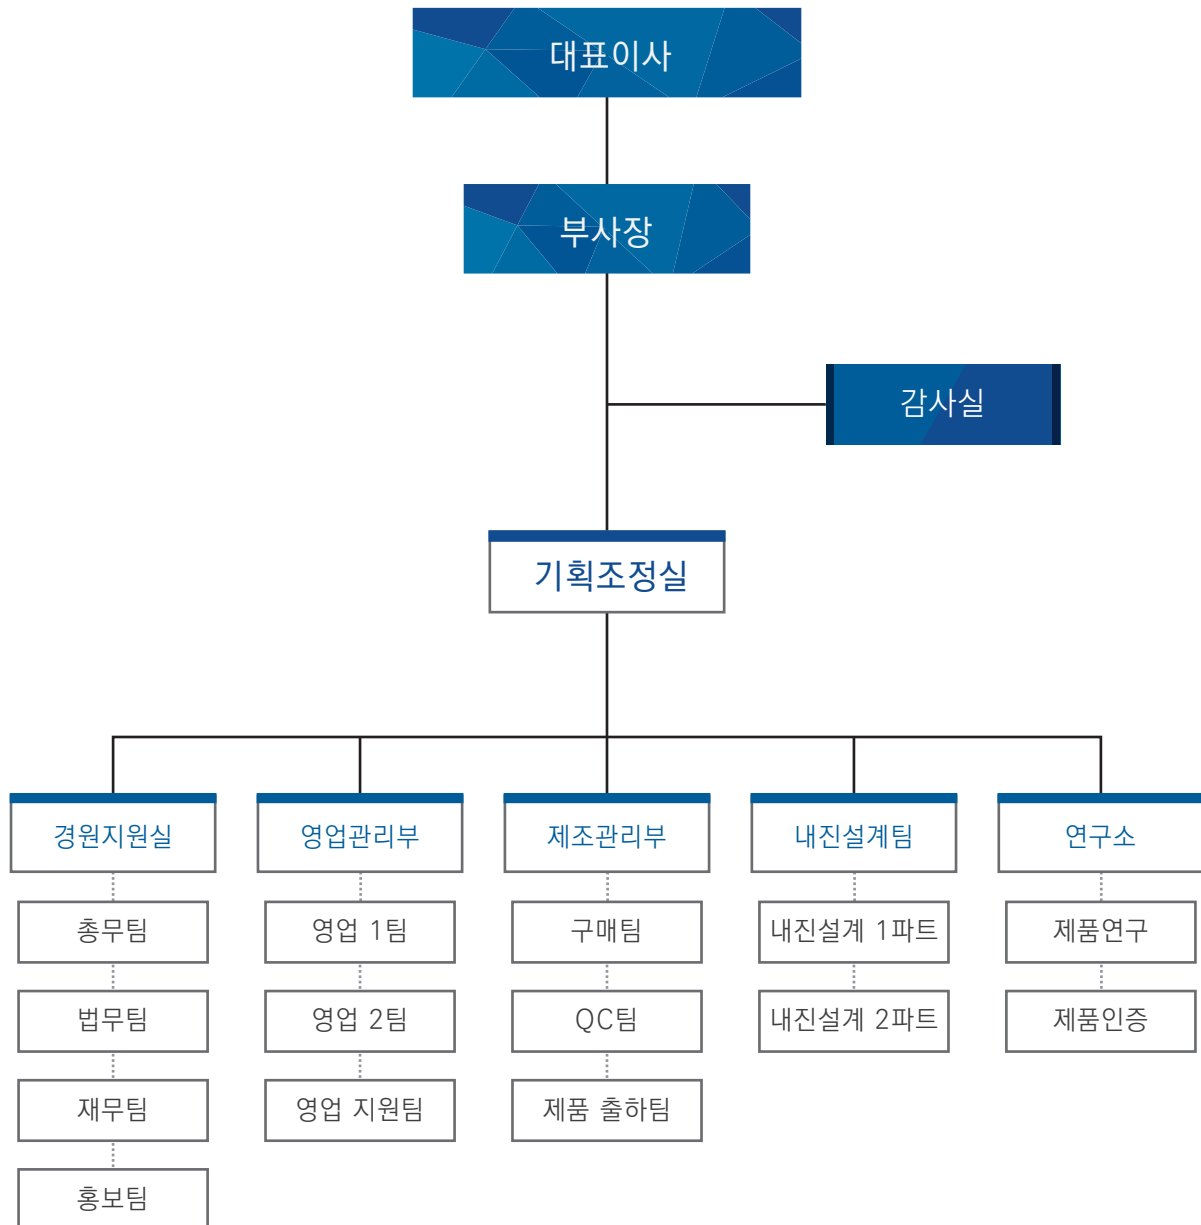 대표이사
부사장
감사실
기획조정실
경원지원실
영업관리부
제조관리부
내진설계팀
연구소
총무팀
영업 1팀
구매팀
내진설계 1파트
제품연구
법무팀
영업 2팀
QC팀
내진설계 2파트
제품인증
재무팀
영업 지원팀
제품 출하팀
홍보팀